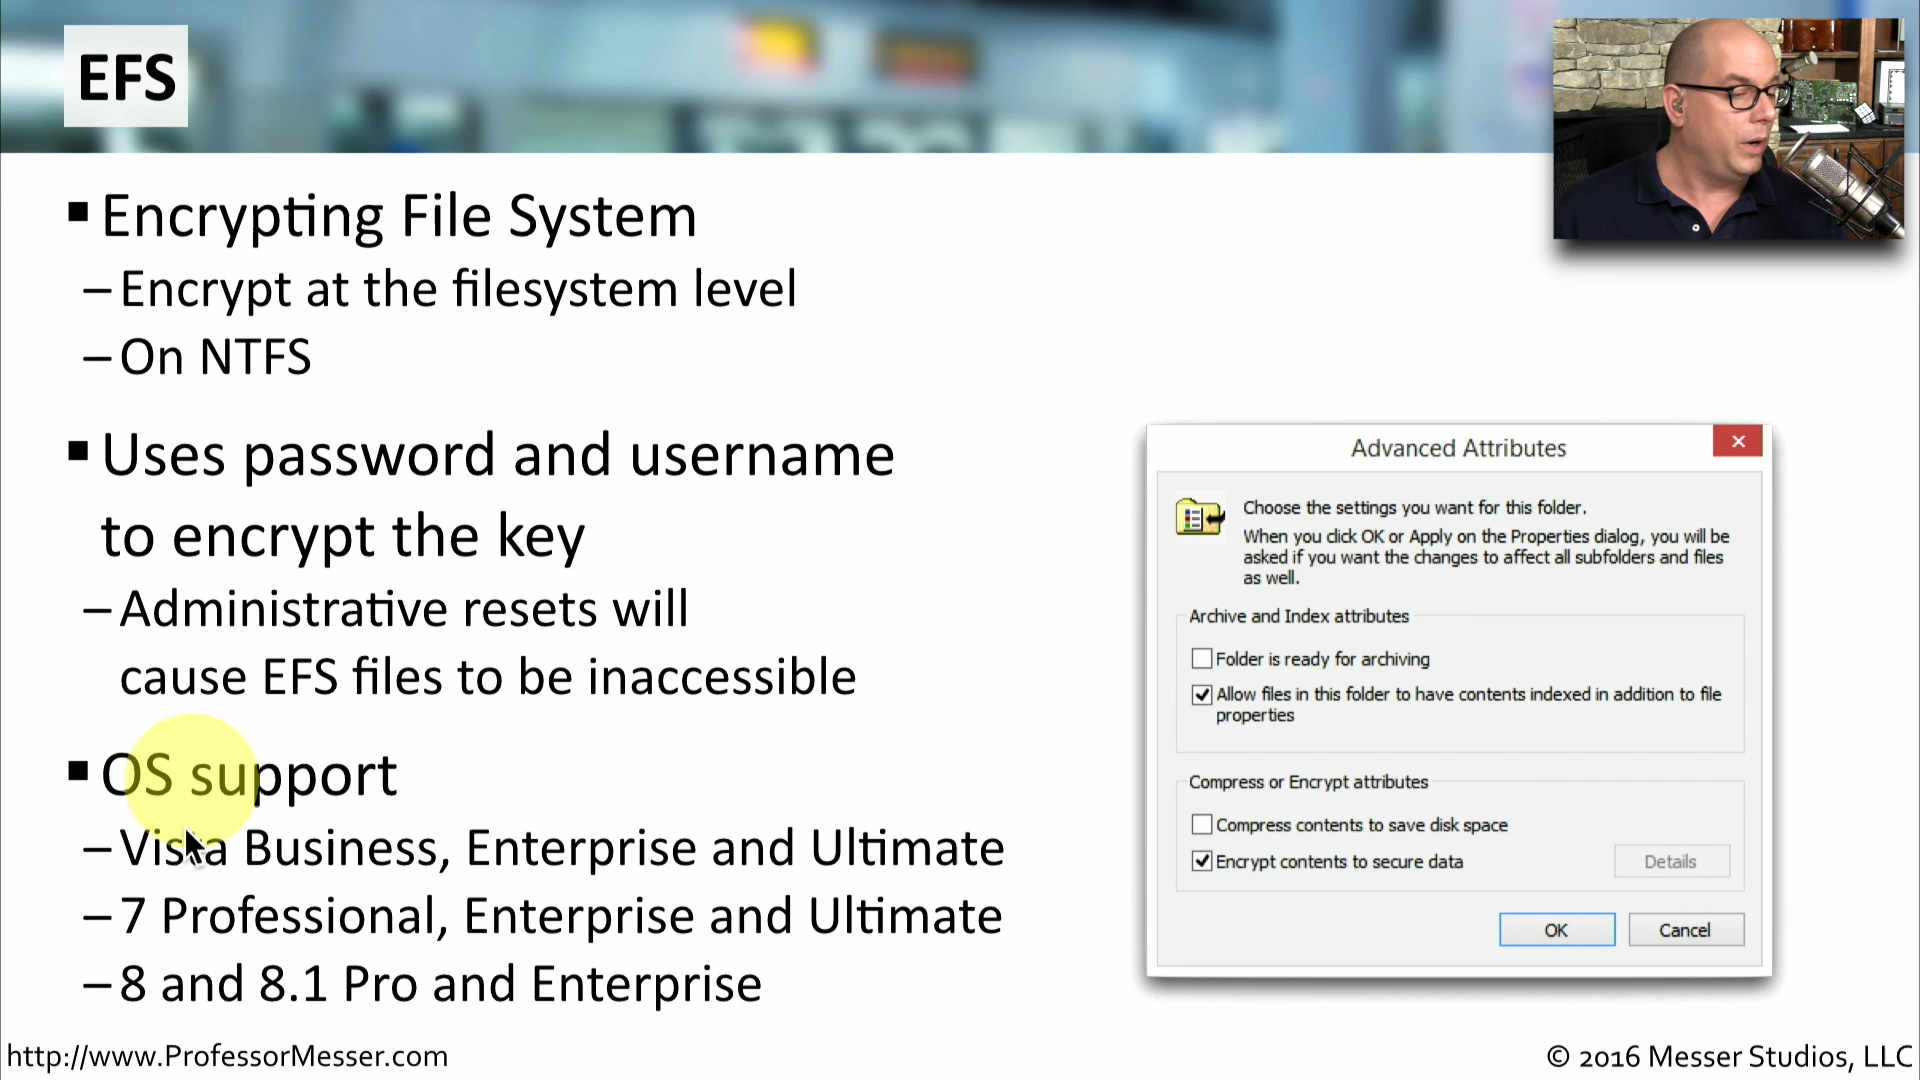 EFS
▪ Encrypting File System
– Encrypt at the filesystem level
– On NTFS
▪ Uses password and username
to encrypt the key
– Administrative resets will
cause EFS files to be inaccessible
▪ OS support
– Vista Business, Enterprise and Ultimate
– 7 Professional, Enterprise and Ultimate
– 8 and 8.1 Pro and Enterprise
Advanced Attributes
Choose the settings you want for this folder.
When you click OK or Apply on the Properties dialog, you will be
asked if you want the changes to affect all subfolders and files
as well.
Archive and Index attributes
Folder is ready for archiving
Allow files in this folder to have contents indexed in addition to file
properties
Compress or Encrypt attributes
Compress contents to save disk space
Encrypt contents to secure data
Details
OK
Cancel
http://www.ProfessorMesser.com
© 2016 Messer Studios, LLC